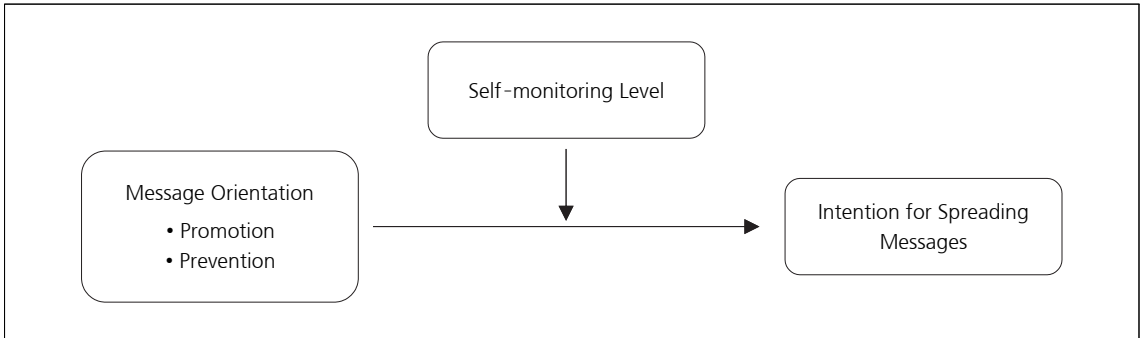 Self-monitoring Level
Message Orientation
• Promotion
• Prevention
Intention for Spreading
Messages